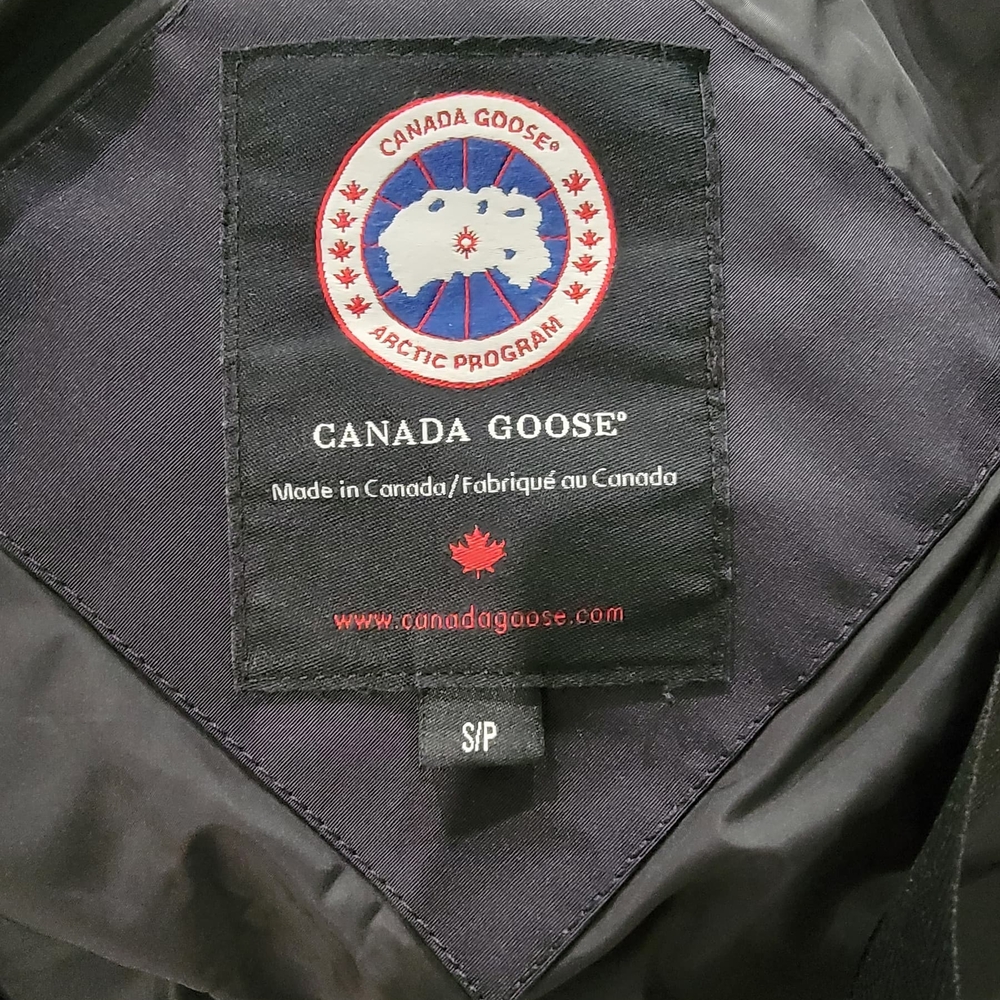 CANADA GOOSE®
ARCTIC PROGRAM
CANADA GOOSE®
Made in Canada/Fabriqué au Canada
www.canadagoose.com
S/P